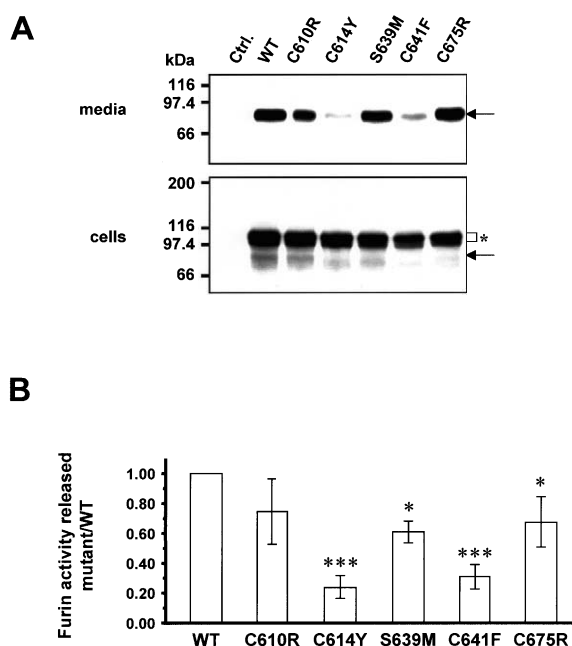 A
Ctrl. WT C610R C614Y S639M C641F C675R
kDa
116
97.4
media
66
200
116
cells
*
97.4
66
B
Furin activity released
mutant/WT
1.00
0.80
0.60
0.40
0.20
0.00
***
*
***
*
WT C610R C614Y S639M C641F C675R